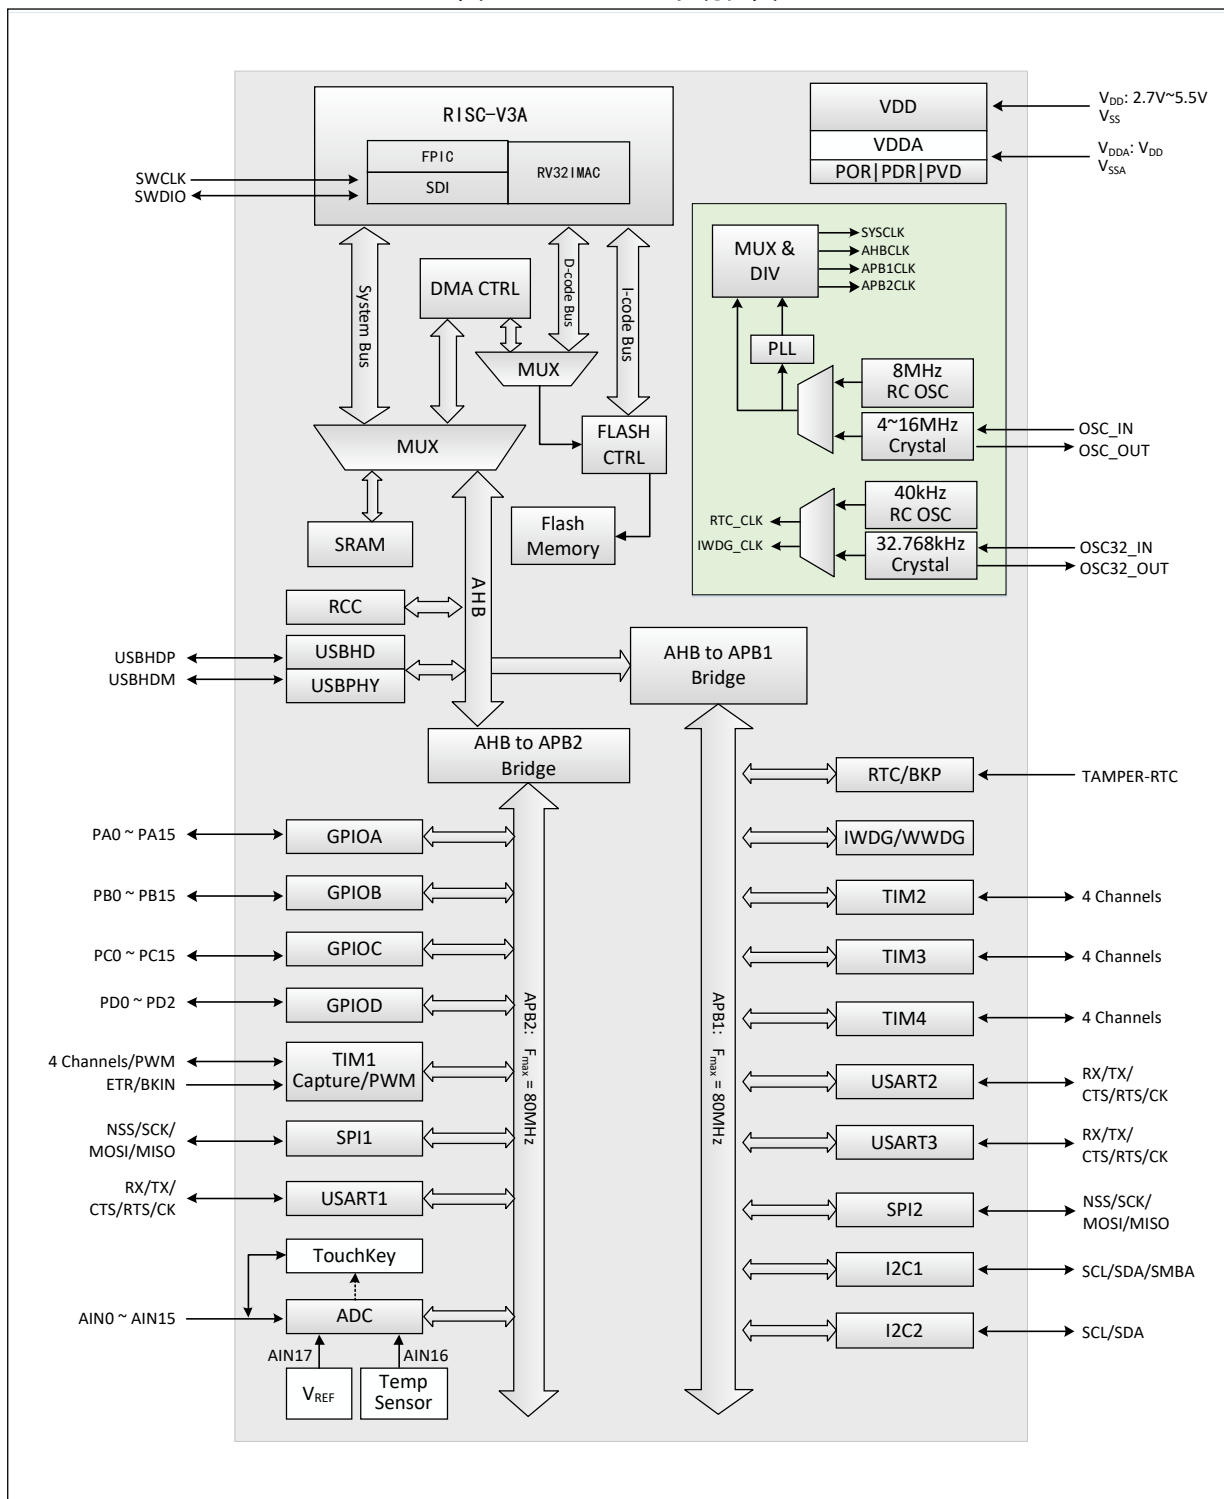 RISC-V3A
FPIC
SDI
RV32IMAC
SWCLK
SWDIO
VDD
VDDA
POR|PDR|PVD
VDD: 2.7V~5.5V
VSS
VDDA: VDD
VSSA
System Bus
DMA CTRL
D-code Bus
I-code Bus
MUX
MUX
FLASH
CTRL
SRAM
Flash
Memory
MUX &
DIV
SYSCLK
AHBCLK
APB1CLK
APB2CLK
PLL
8MHz
RC OSC
4~16MHz
Crystal
OSC_IN
OSC_OUT
40kHz
RC OSC
32.768kHz
Crystal
RTC_CLK
IWDG_CLK
OSC32_IN
OSC32_OUT
AHB
RCC
USBHD
USBPHY
USBHDP
USBHDM
AHB to APB1
Bridge
AHB to APB2
Bridge
PA0 ~ PA15
GPIOA
PB0 ~ PB15
GPIOB
PC0 ~ PC15
GPIOC
PD0 ~ PD2
GPIOD
4 Channels/PWM
ETR/BKIN
TIM1
Capture/PWM
NSS/SCK/
MOSI/MISO
SPI1
RX/TX/
CTS/RTS/CK
USART1
TouchKey
AIN0 ~ AIN15
ADC
AIN17
AIN16
VREF
Temp
Sensor
APB2: Fmax = 80MHz
APB1: Fmax = 80MHz
RTC/BKP
TAMPER-RTC
IWDG/WWDG
TIM2
4 Channels
TIM3
4 Channels
TIM4
4 Channels
USART2
RX/TX/
CTS/RTS/CK
USART3
RX/TX/
CTS/RTS/CK
SPI2
NSS/SCK/
MOSI/MISO
I2C1
SCL/SDA/SMBA
I2C2
SCL/SDA